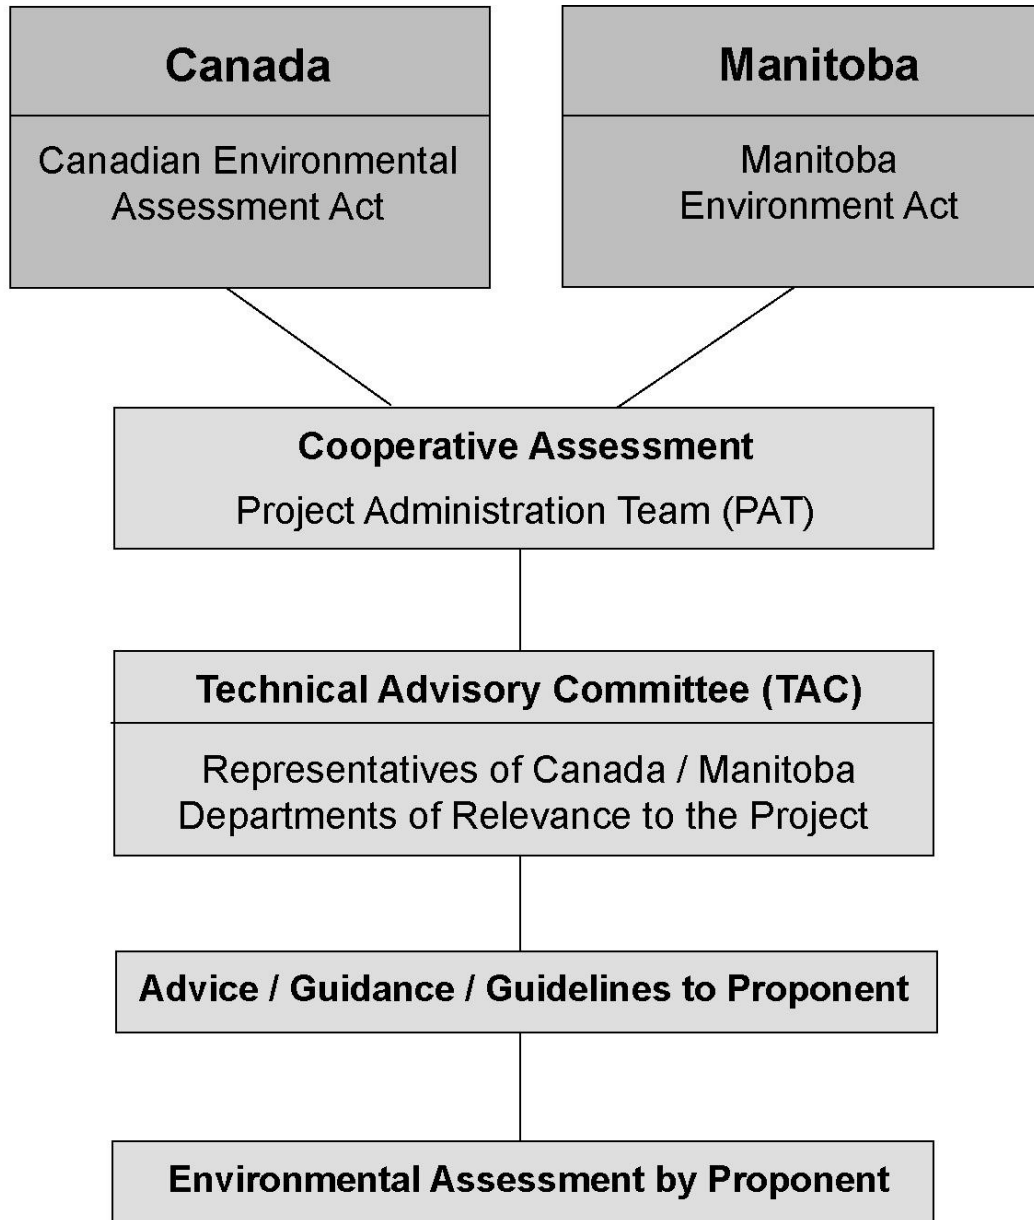 Canada
Canadian Environmental
Assessment Act
Manitoba
Manitoba
Environment Act
Cooperative Assessment
Project Administration Team (PAT)
Technical Advisory Committee (TAC)
Representatives of Canada / Manitoba
Departments of Relevance to the Project
Advice / Guidance / Guidelines to Proponent
Environmental Assessment by Proponent